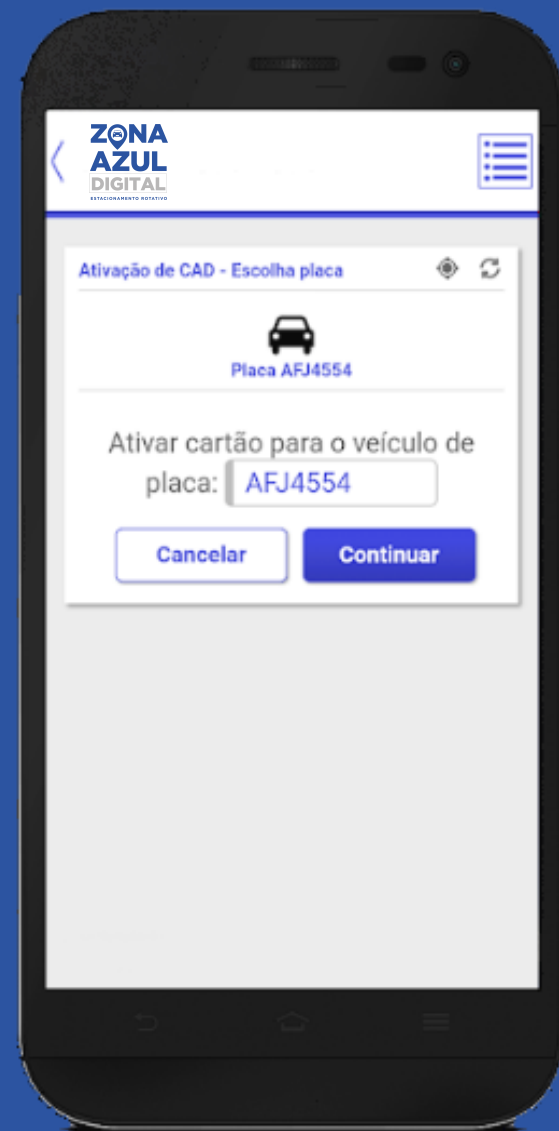 ZONA
AZUL
DIGITAL
ESTACIONAMENTO ROTATIVO
Ativação de CAD - Escolha placa
Placa AFJ4554
Ativar cartão para o veículo de
placa: AFJ4554
Cancelar Continuar